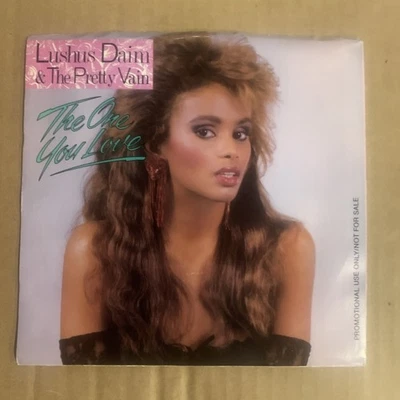 Lushus Daim
& The Pretty Vain
The One
You Love
PROMOTIONAL USE ONLY/NOT FOR SALE